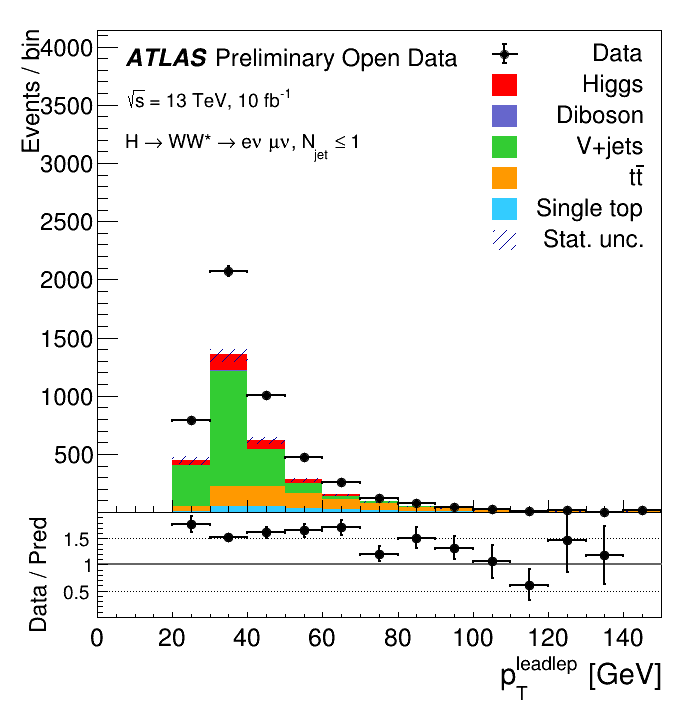 ATLAS Preliminary Open Data
√s = 13 TeV, 10 fb⁻¹
H → WW* → eν μν, N_jet ≤ 1
Data
Higgs
Diboson
V+jets
tt̄
Single top
Stat. unc.
Events / bin
4000
3500
3000
2500
2000
1500
1000
500
Data / Pred
1.5
1
0.5
0 20 40 60 80 100 120 140
p_T^leadlep [GeV]